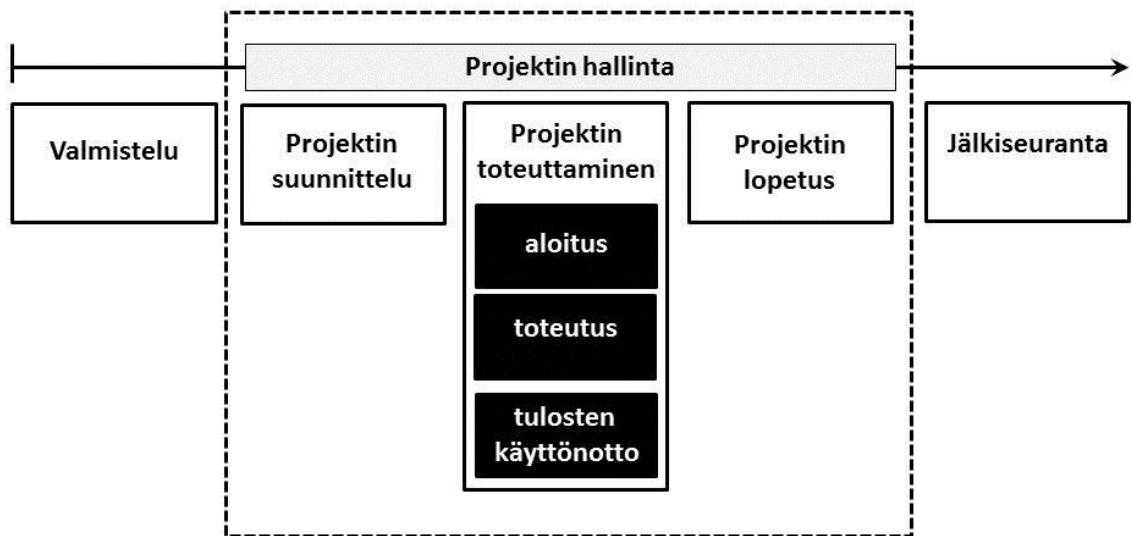 Projektin hallinta
Valmistelu
Projektin
suunnittelu
Projektin
toteuttaminen
aloitus
toteutus
tulosten
käyttönotto
Projektin
lopetus
Jälkiseuranta